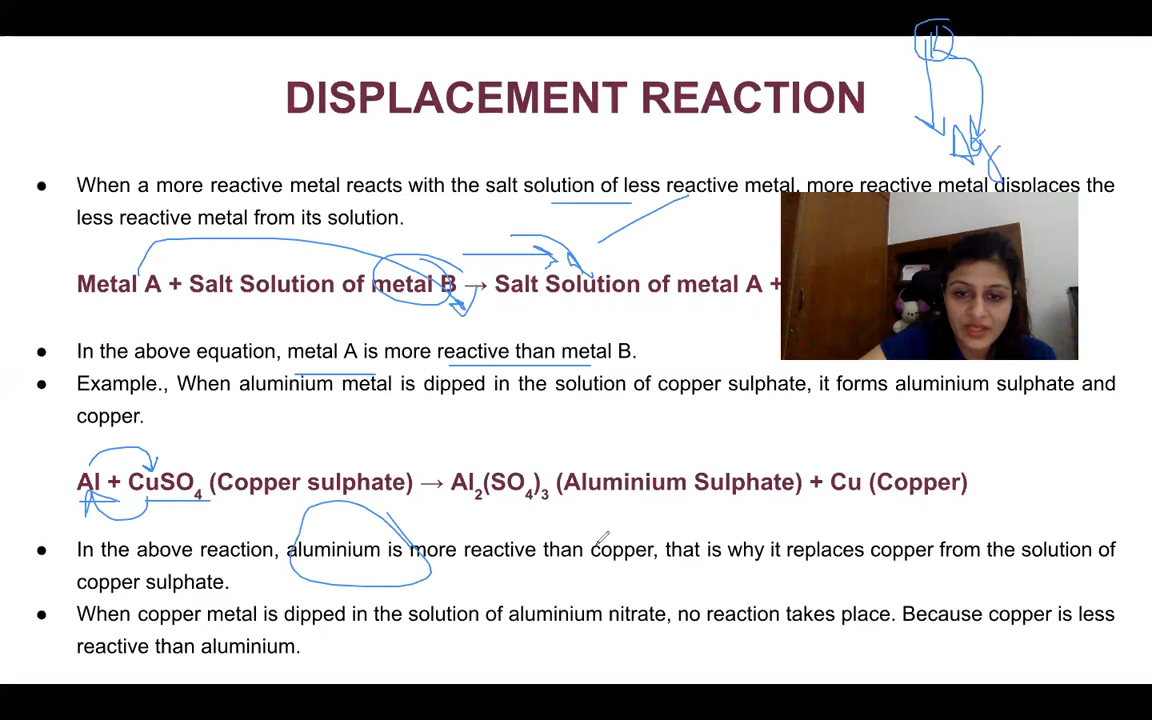 DISPLACEMENT REACTION
● When a more reactive metal reacts with the salt solution of less reactive metal, more reactive metal displaces the
less reactive metal from its solution.
Metal A + Salt Solution of metal B → Salt Solution of metal A +
● In the above equation, metal A is more reactive than metal B.
● Example., When aluminium metal is dipped in the solution of copper sulphate, it forms aluminium sulphate and
copper.
Al + CuSO₄ (Copper sulphate) → Al₂(SO₄)₃ (Aluminium Sulphate) + Cu (Copper)
● In the above reaction, aluminium is more reactive than copper, that is why it replaces copper from the solution of
copper sulphate.
● When copper metal is dipped in the solution of aluminium nitrate, no reaction takes place. Because copper is less
reactive than aluminium.